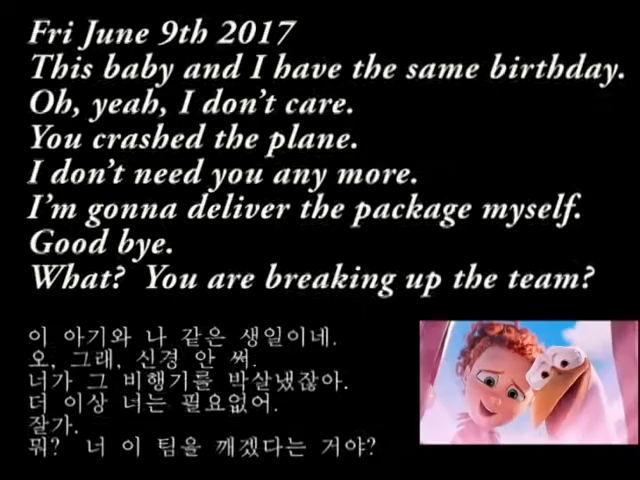 Fri June 9th 2017
This baby and I have the same birthday.
Oh, yeah, I don't care.
You crashed the plane.
I don't need you any more.
I'm gonna deliver the package myself.
Good bye.
What? You are breaking up the team?
이 아기와 나 같은 생일이네.
오, 그래, 신경 안 써.
너가 그 비행기를 박살냈잖아.
더 이상 너는 필요없어.
잘가.
뭐? 너 이 팀을 깨겠다는 거야?